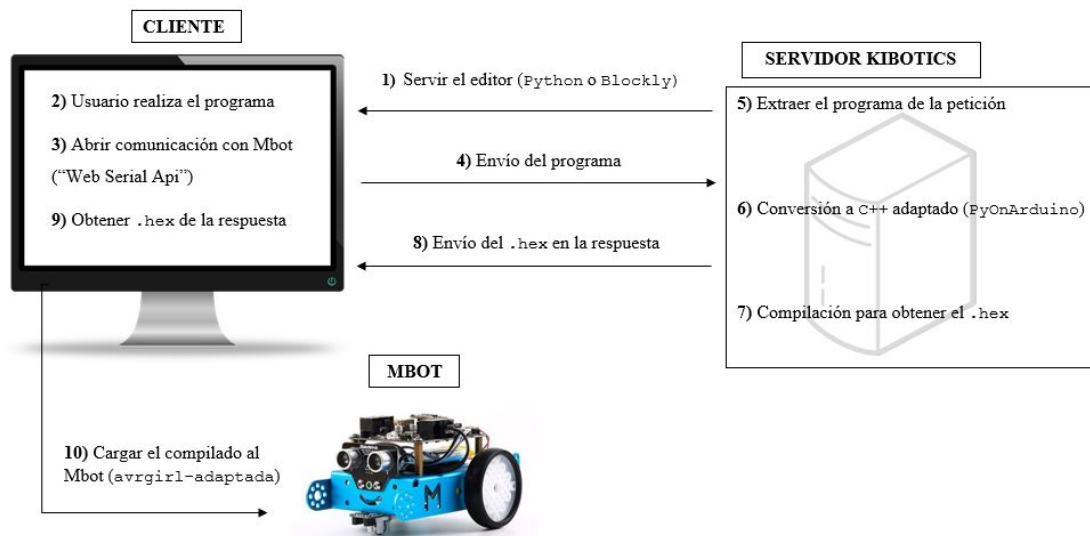 CLIENTE
SERVIDOR KIBOTICS
1) Servir el editor (Python o Blockly)
2) Usuario realiza el programa
3) Abrir comunicación con Mbot
(“Web Serial Api”)
9) Obtener .hex de la respuesta
4) Envío del programa
8) Envío del .hex en la respuesta
5) Extraer el programa de la petición
6) Conversión a C++ adaptado (PyOnArduino)
7) Compilación para obtener el .hex
MBOT
10) Cargar el compilado al
Mbot (avrgirl-adaptada)
M